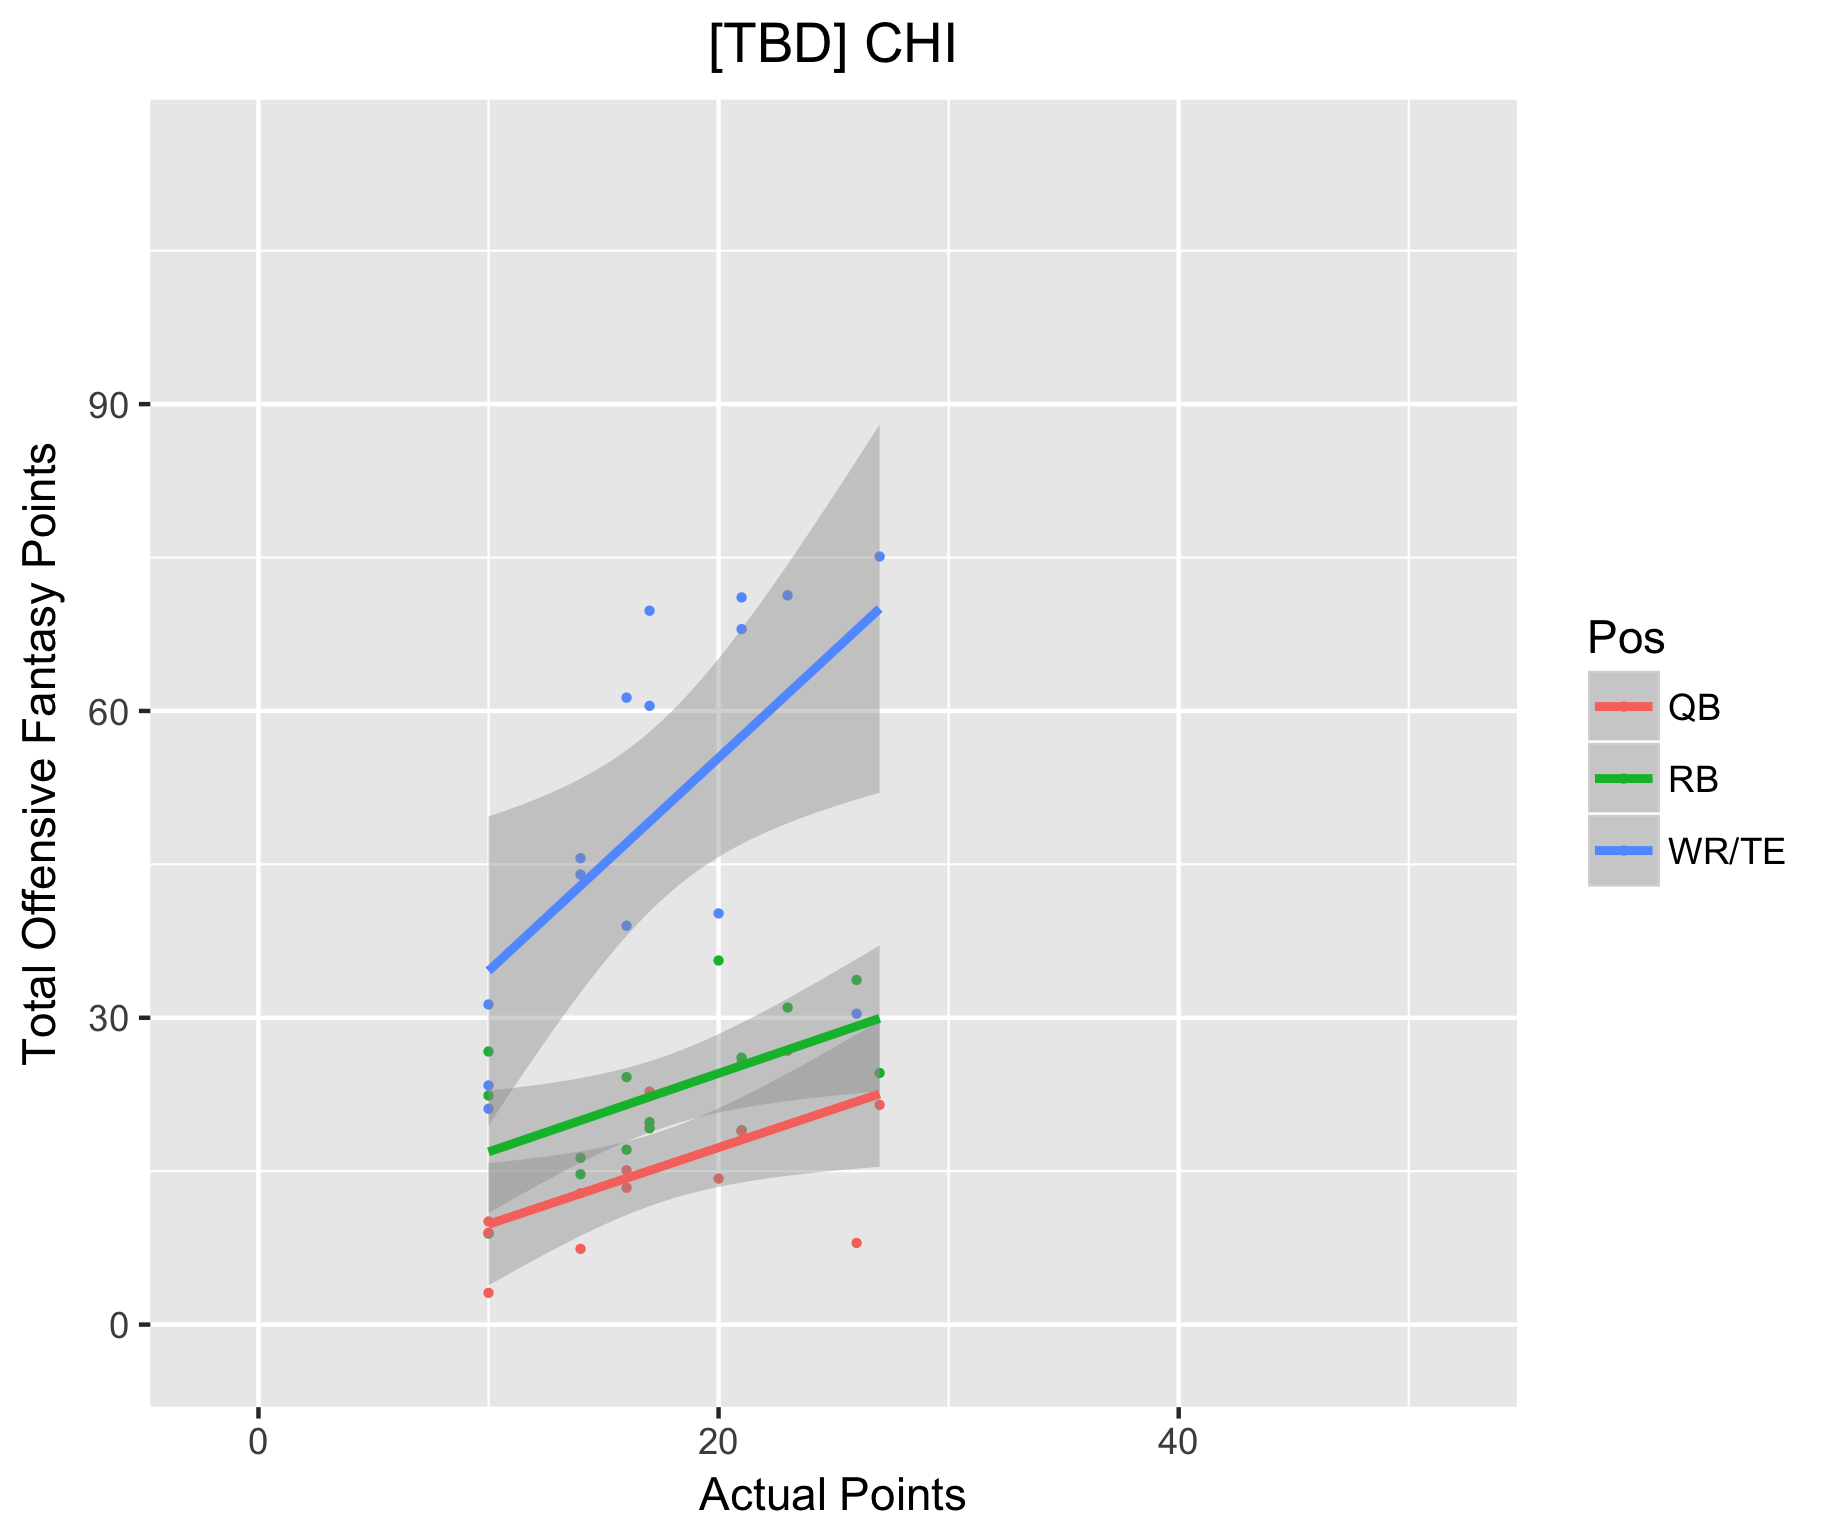 [TBD] CHI
Total Offensive Fantasy Points
90
60
30
0
0 20 40
Actual Points
Pos
QB
RB
WR/TE